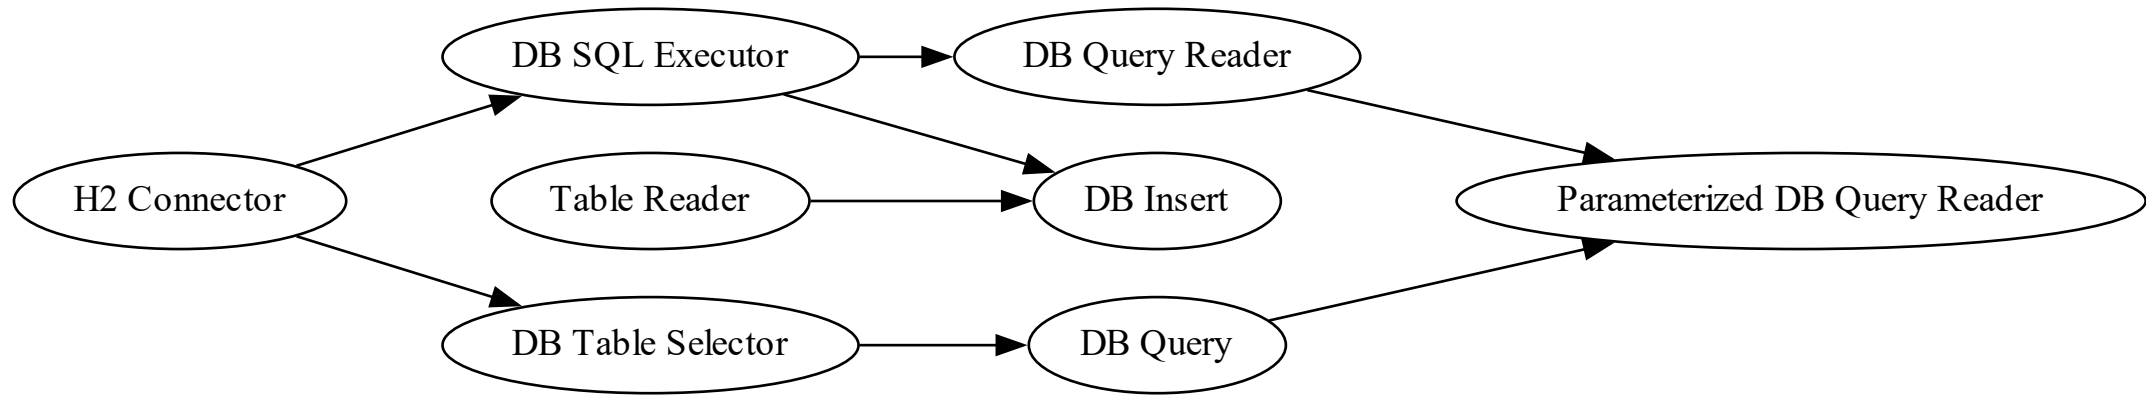 DB SQL Executor
DB Query Reader
H2 Connector
Table Reader
DB Insert
Parameterized DB Query Reader
DB Table Selector
DB Query